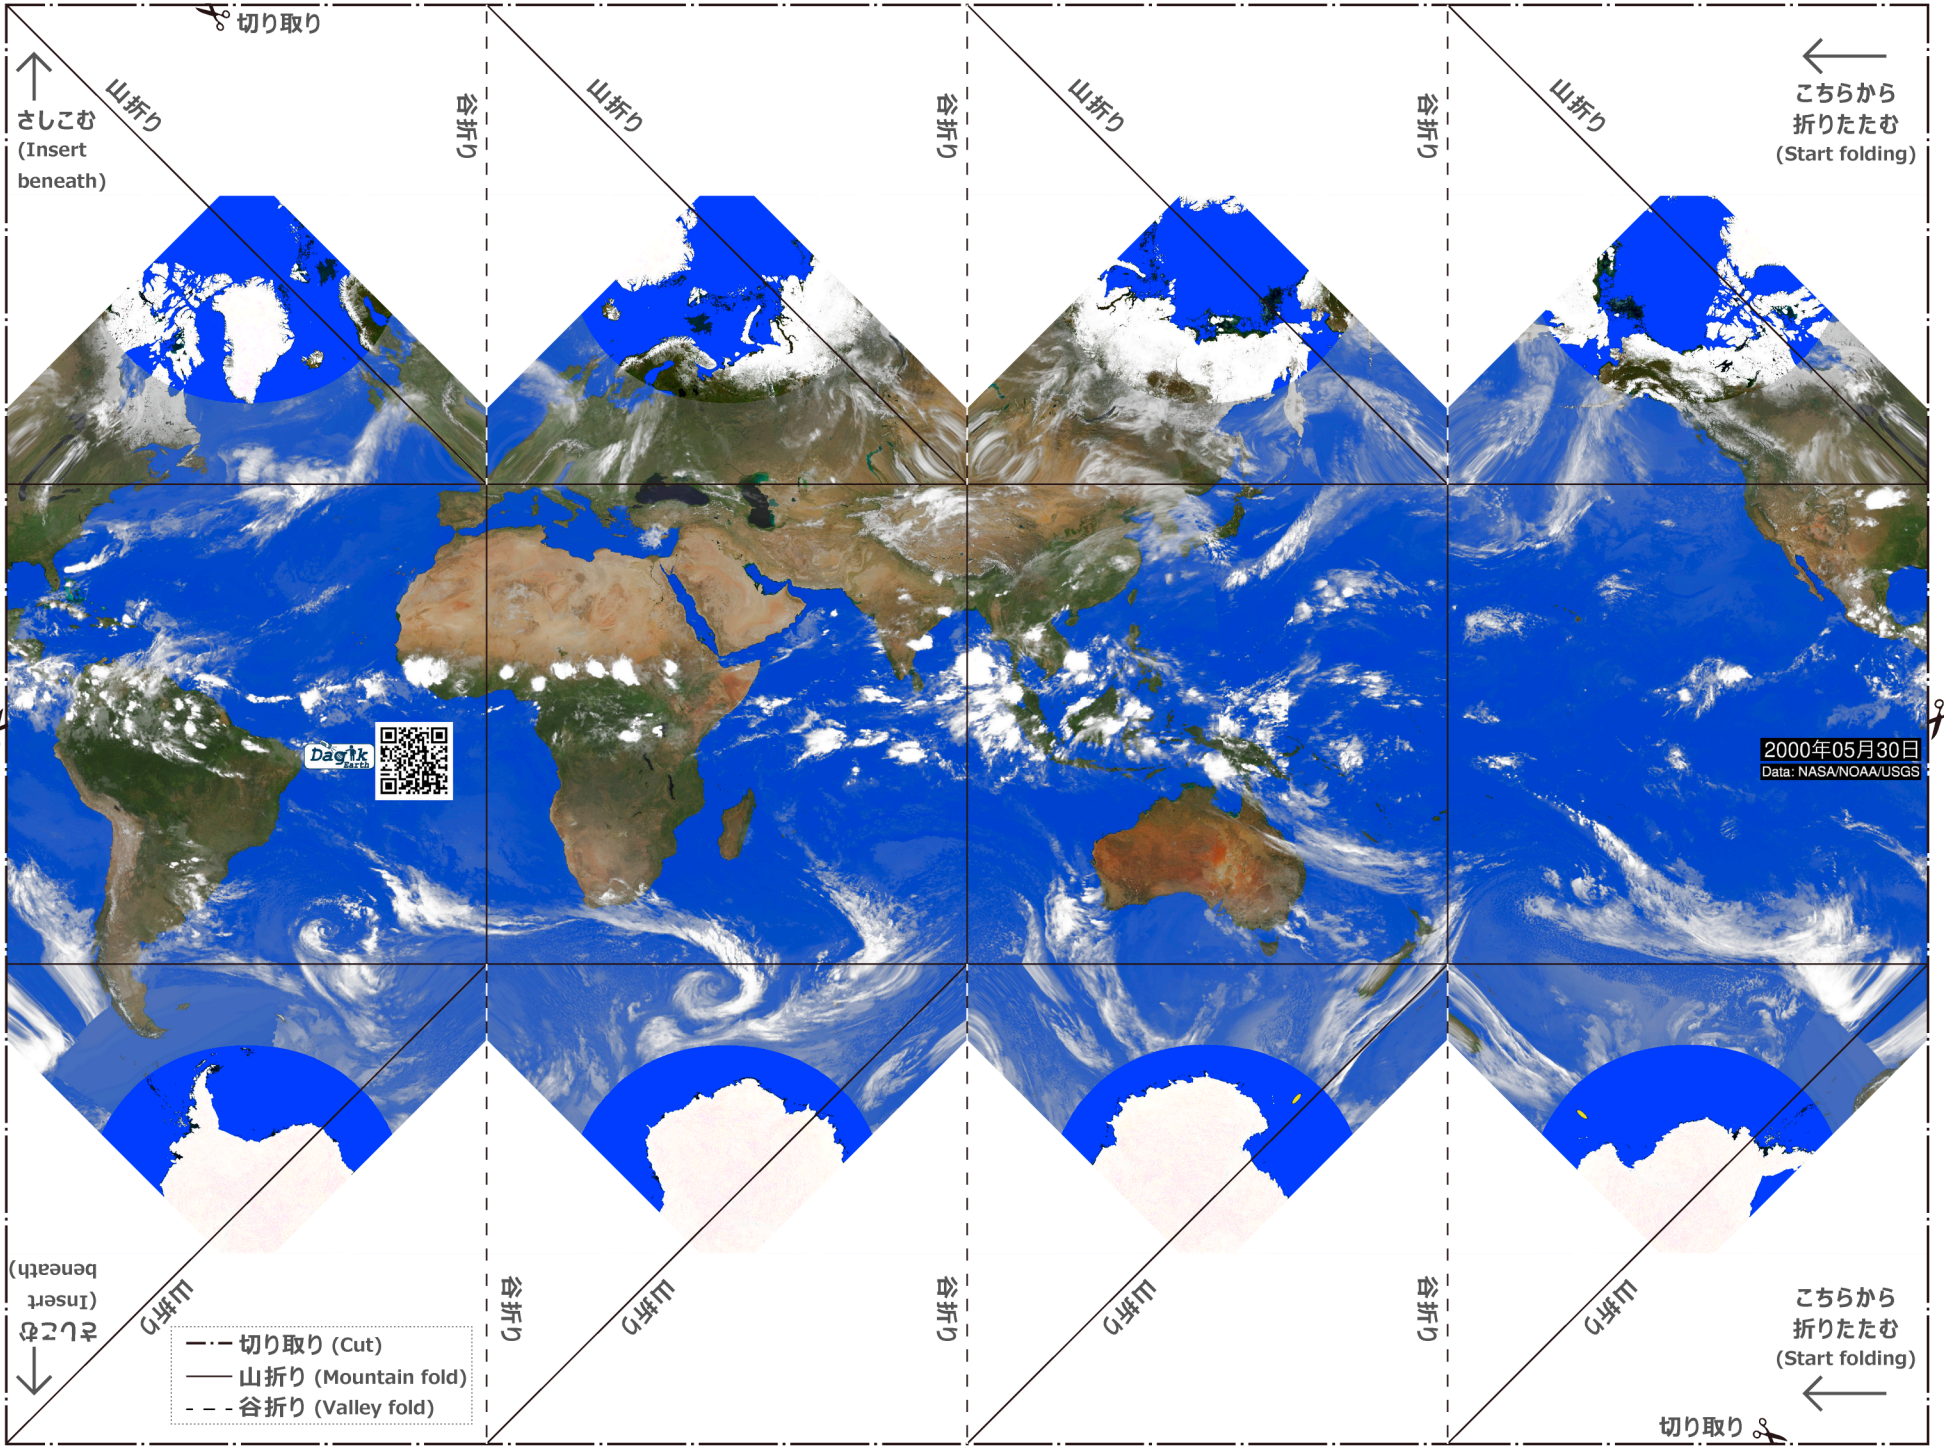 切り取り
山折り
谷折り
山折り
谷折り
山折り
谷折り
山折り
さしこむ
(Insert
beneath)
こちらから
折りたたむ
(Start folding)
Dagik
Earth
2000年05月30日
Data: NASA/NOAA/USGS
さしこむ
(Insert
beneath)
山折り
谷折り
山折り
谷折り
山折り
谷折り
山折り
切り取り (Cut)
山折り (Mountain fold)
谷折り (Valley fold)
こちらから
折りたたむ
(Start folding)
切り取り